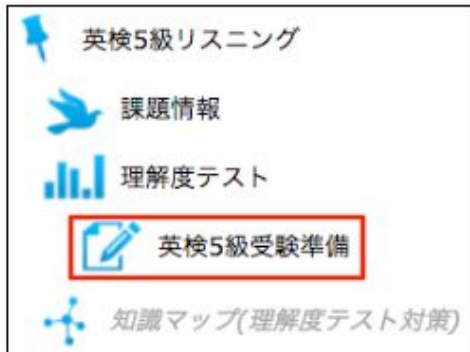 英検5級リスニング
課題情報
理解度テスト
英検5級受験準備
知識マップ(理解度テスト対策)